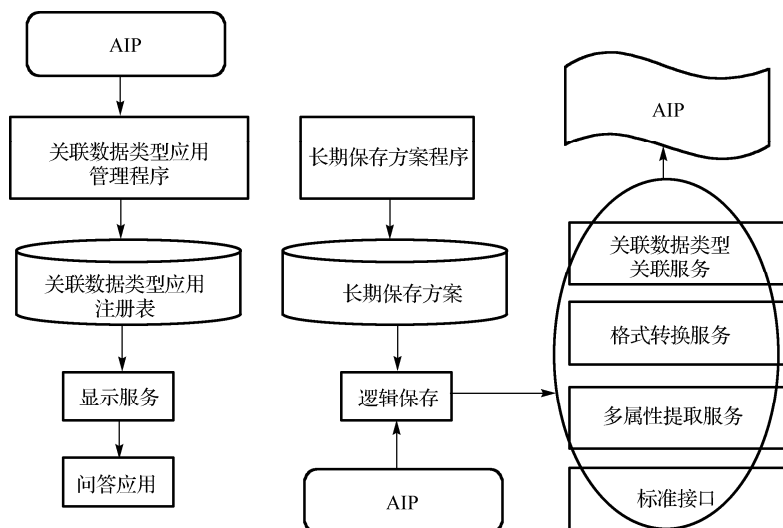 AIP
关联数据类型应用
管理程序
关联数据类型应用
注册表
显示服务
问答应用
长期保存方案程序
长期保存方案
逻辑保存
AIP
AIP
关联数据类型
关联服务
格式转换服务
多属性提取服务
标准接口